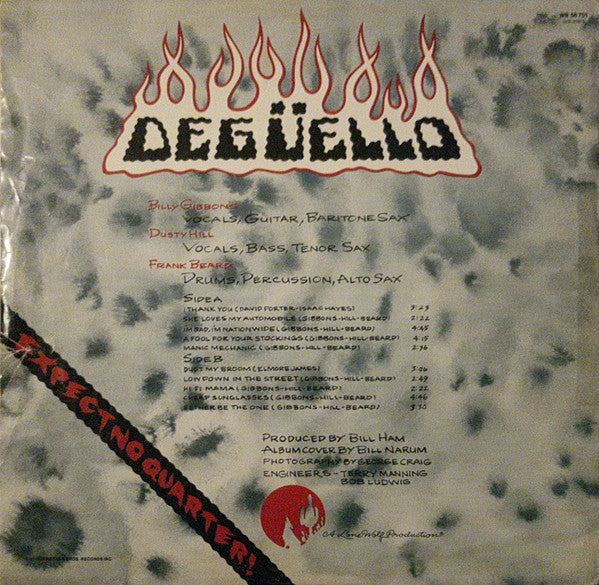 WB 56 701
DEGÜELLO
BILLY GIBBONS
VOCALS, GUITAR, BARITONE SAX
DUSTY HILL
VOCALS, BASS, TENOR SAX
FRANK BEARD
DRUMS, PERCUSSION, ALTO SAX
SIDE A
I THANK YOU (DAVID PORTER-ISAAC HAYES) 3:23
SHE LOVES MY AUTOMOBILE (GIBBONS-HILL-BEARD) 2:22
I'M BAD, I'M NATIONWIDE (GIBBONS-HILL-BEARD) 4:45
A FOOL FOR YOUR STOCKINGS (GIBBONS-HILL-BEARD) 4:15
MANIC MECHANIC (GIBBONS-HILL-BEARD) 2:36
SIDE B
DUST MY BROOM (ELMORE JAMES) 3:06
LOWDOWN IN THE STREET (GIBBONS-HILL-BEARD) 2:49
HI FI MAMA (GIBBONS-HILL-BEARD) 2:22
CHEAP SUNGLASSES (GIBBONS-HILL-BEARD) 4:46
ESTHER BE THE ONE (GIBBONS-HILL-BEARD) 3:30
EXPECT NO QUARTER!
PRODUCED BY BILL HAM
ALBUM COVER BY BILL NARUM
PHOTOGRAPHY BY GEORGE CRAIG
ENGINEERS - TERRY MANNING
BOB LUDWIG
A Lone Wolf Production